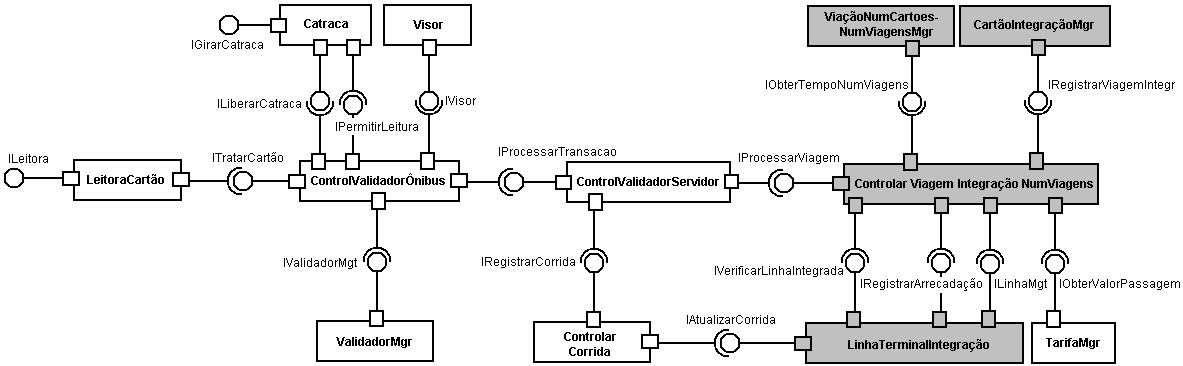 Catraca
Visor
ViaçãoNumCartoes-
NumViagensMgr
CartãoIntegraçãoMgr
IGirarCatraca
IObterTempoNumViagens
IRegistrarViagemIntegr
ILiberarCatraca
IVisor
IPermitirLeitura
ILeitora
ITratarCartão
IProcessarTransacao
IProcessarViagem
LeitoraCartão
ControlValidadorÔnibus
ControlValidadorServidor
Controlar Viagem Integração NumViagens
IValidadorMgt
IRegistrarCorrida
IVerificarLinhaIntegrada
IRegistrarArrecadação
ILinhaMgt
IObterValorPassagem
IAtualizarCorrida
ValidadorMgr
Controlar
Corrida
LinhaTerminalIntegração
TarifaMgr